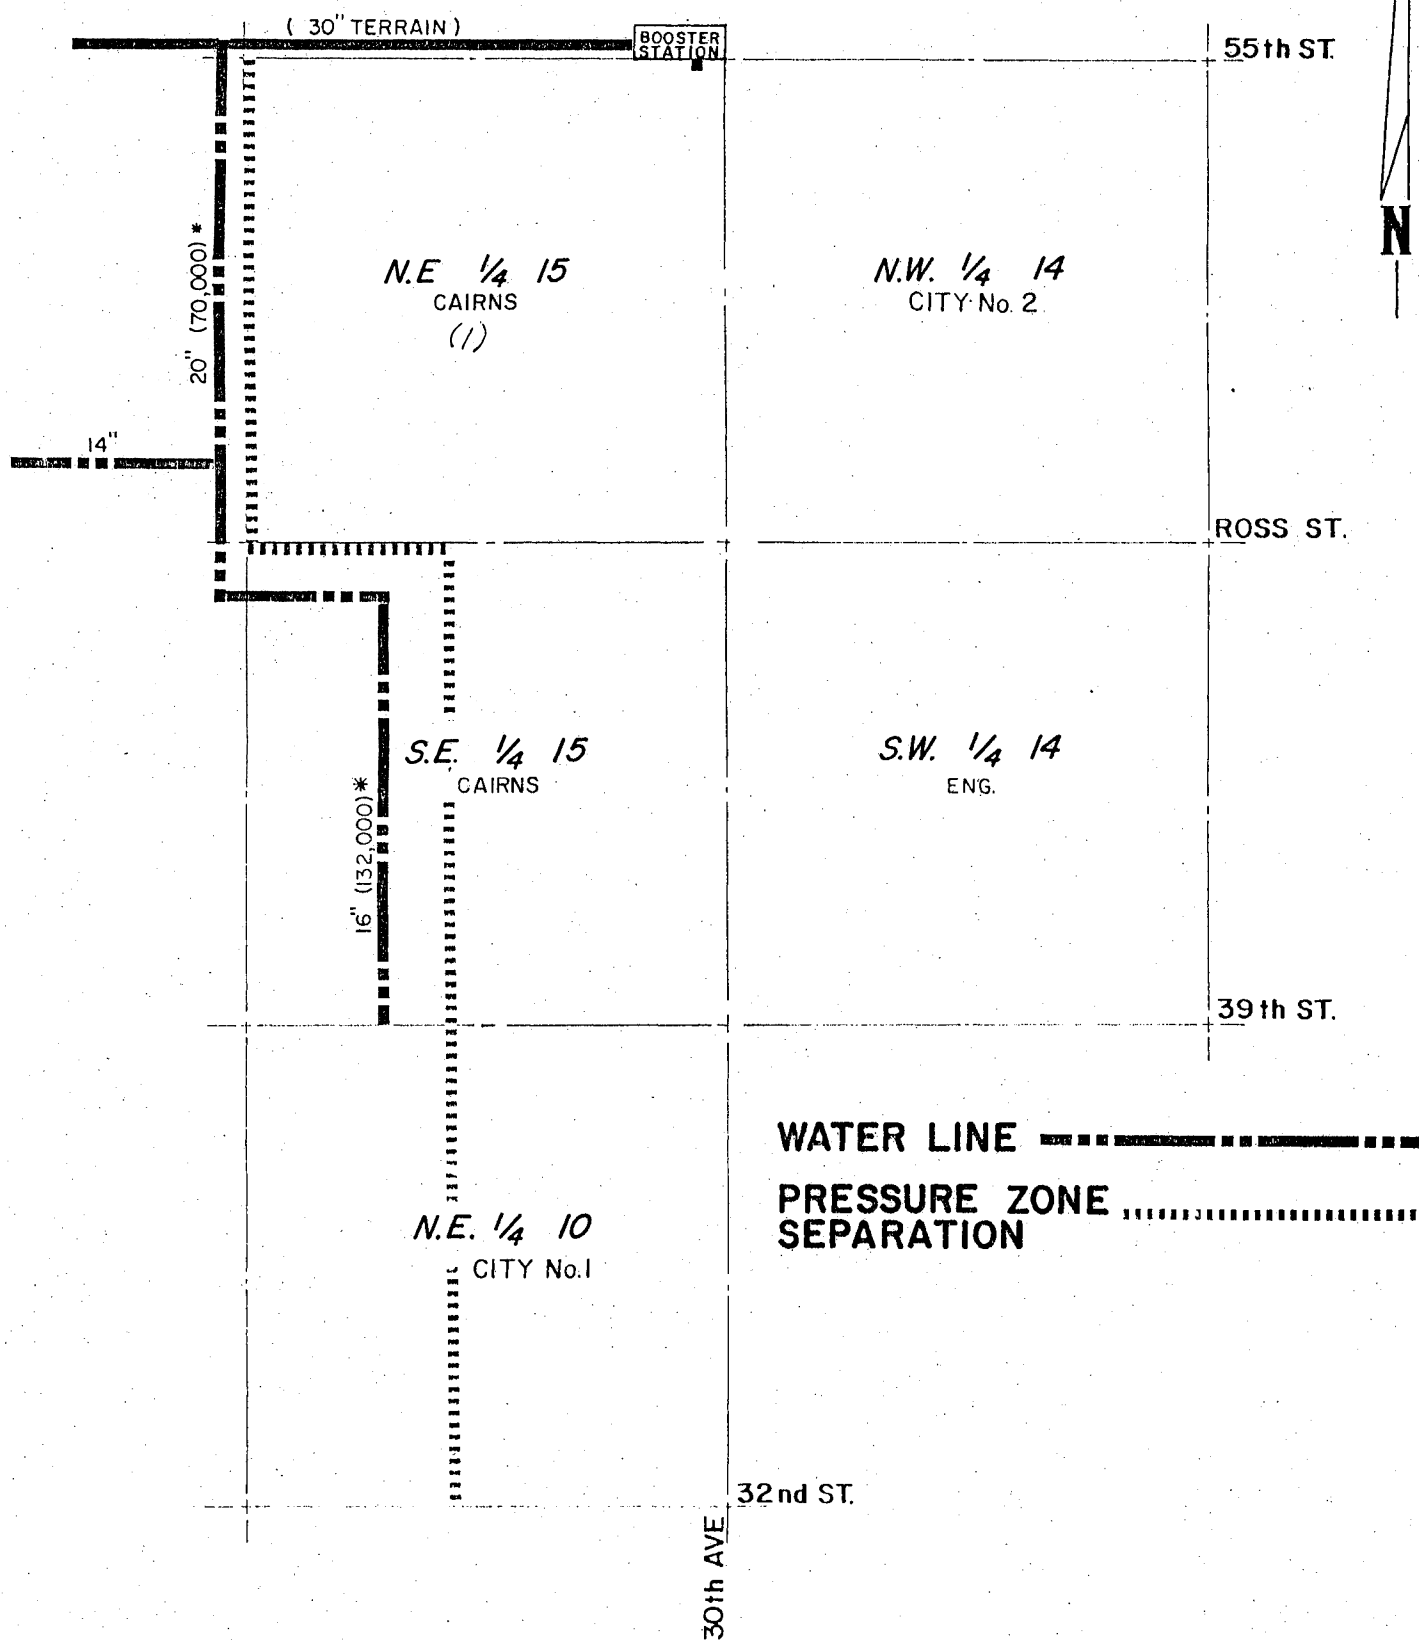 ( 30" TERRAIN )
BOOSTER
STATION
55th ST.
N
20" (70,000) *
N.E 1/4 15
CAIRNS
(1)
N.W. 1/4 14
CITY No. 2
14"
ROSS ST.
S.E. 1/4 15
CAIRNS
S.W. 1/4 14
ENG.
16" (132,000) *
39th ST.
WATER LINE
PRESSURE ZONE
SEPARATION
N.E. 1/4 10
CITY No.1
32nd ST.
30th AVE